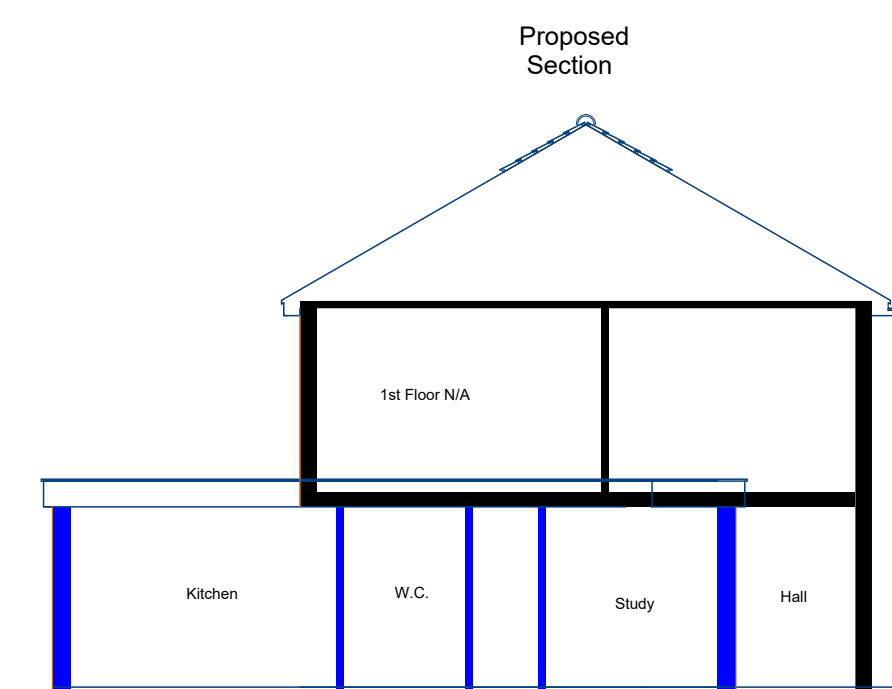 Proposed
Section
1st Floor N/A
Kitchen
W.C.
Study
Hall